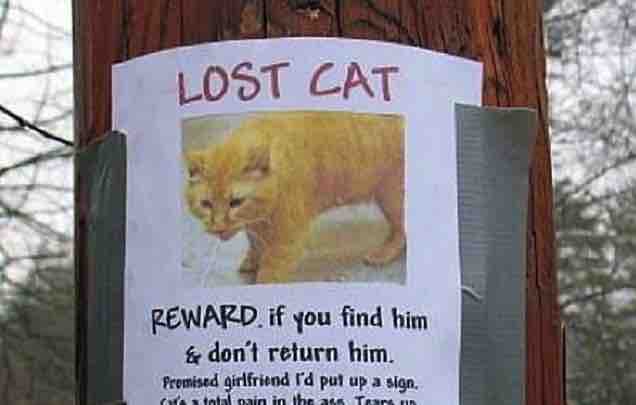 LOST CAT
REWARD. if you find him
& don't return him.
Promised girlfriend I'd put up a sign.
Cat's a total pain in the ass. Tears up